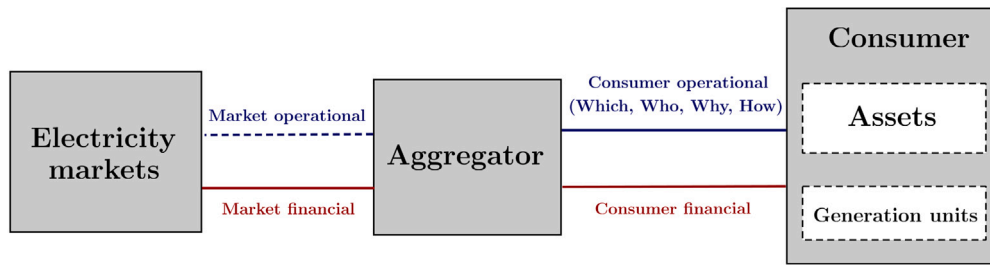 Electricity
markets
Market operational
Market financial
Aggregator
Consumer operational
(Which, Who, Why, How)
Consumer financial
Consumer
Assets
Generation units